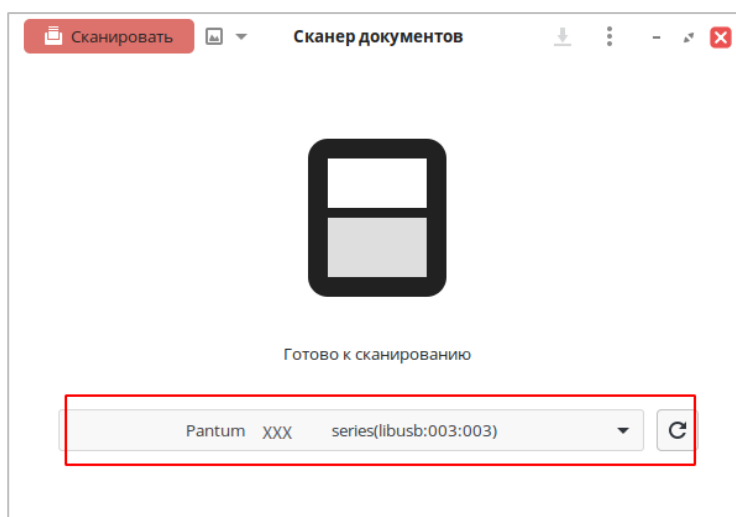 Сканировать
Сканер документов
Готово к сканированию
Pantum XXX series(libusb:003:003)